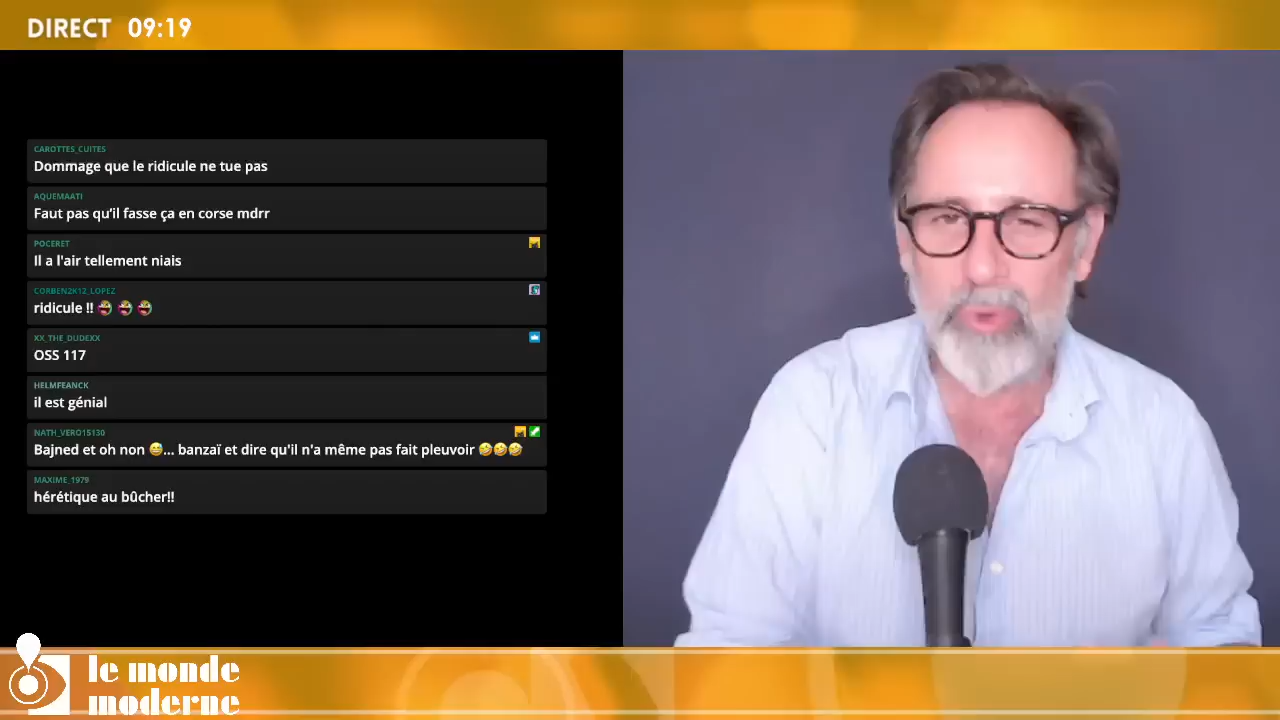 DIRECT 09:19
CAROTTES_CUITES
Dommage que le ridicule ne tue pas
AQUEMAATI
Faut pas qu'il fasse ça en corse mdrr
POCERET
Il a l'air tellement niais
CORBEN2K12_LOPEZ
ridicule !!
XX_THE_DUDEXX
OSS 117
HELMFEANCK
il est génial
NATH_VERO15130
Bajned et oh non 😅... banzaï et dire qu'il n'a même pas fait pleuvoir 🤣🤣🤣
MAXIME_1979
hérétique au bûcher!!
le monde
moderne